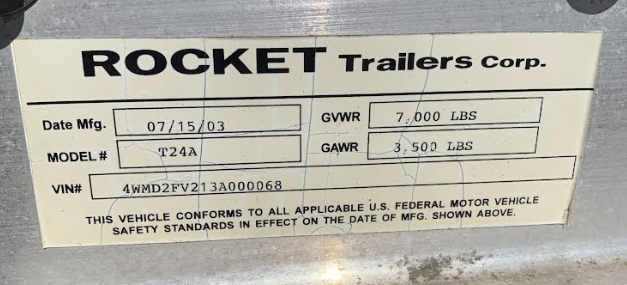 ROCKET Trailers Corp.
Date Mfg. 07/15/03 GVWR 7,000 LBS
MODEL # T24A GAWR 3,500 LBS
VIN# 4WMD2FV213A000068
THIS VEHICLE CONFORMS TO ALL APPLICABLE U.S. FEDERAL MOTOR VEHICLE
SAFETY STANDARDS IN EFFECT ON THE DATE OF MFG. SHOWN ABOVE.